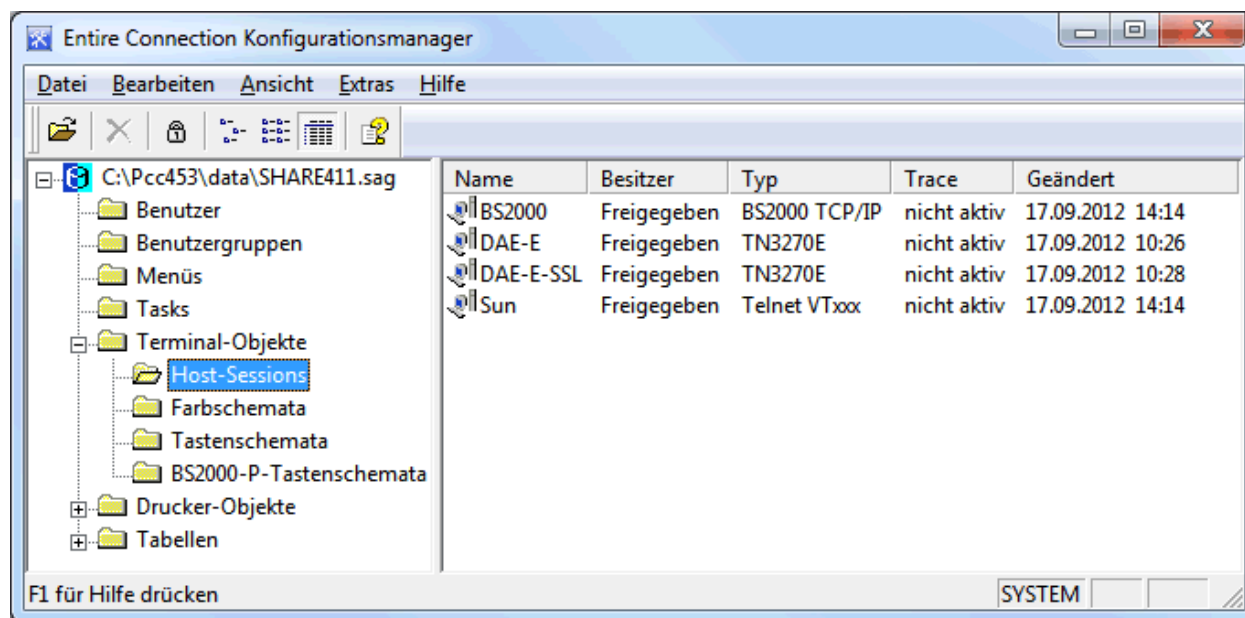 Entire Connection Konfigurationsmanager
Datei Bearbeiten Ansicht Extras Hilfe
C:\Pcc453\data\SHARE411.sag
Benutzer
Benutzergruppen
Menüs
Tasks
Terminal-Objekte
Host-Sessions
Farbschemata
Tastenschemata
BS2000-P-Tastenschemata
Drucker-Objekte
Tabellen
Name Besitzer Typ Trace Geändert
BS2000 Freigegeben BS2000 TCP/IP nicht aktiv 17.09.2012 14:14
DAE-E Freigegeben TN3270E nicht aktiv 17.09.2012 10:26
DAE-E-SSL Freigegeben TN3270E nicht aktiv 17.09.2012 10:28
Sun Freigegeben Telnet VTxxx nicht aktiv 17.09.2012 14:14
F1 für Hilfe drücken SYSTEM